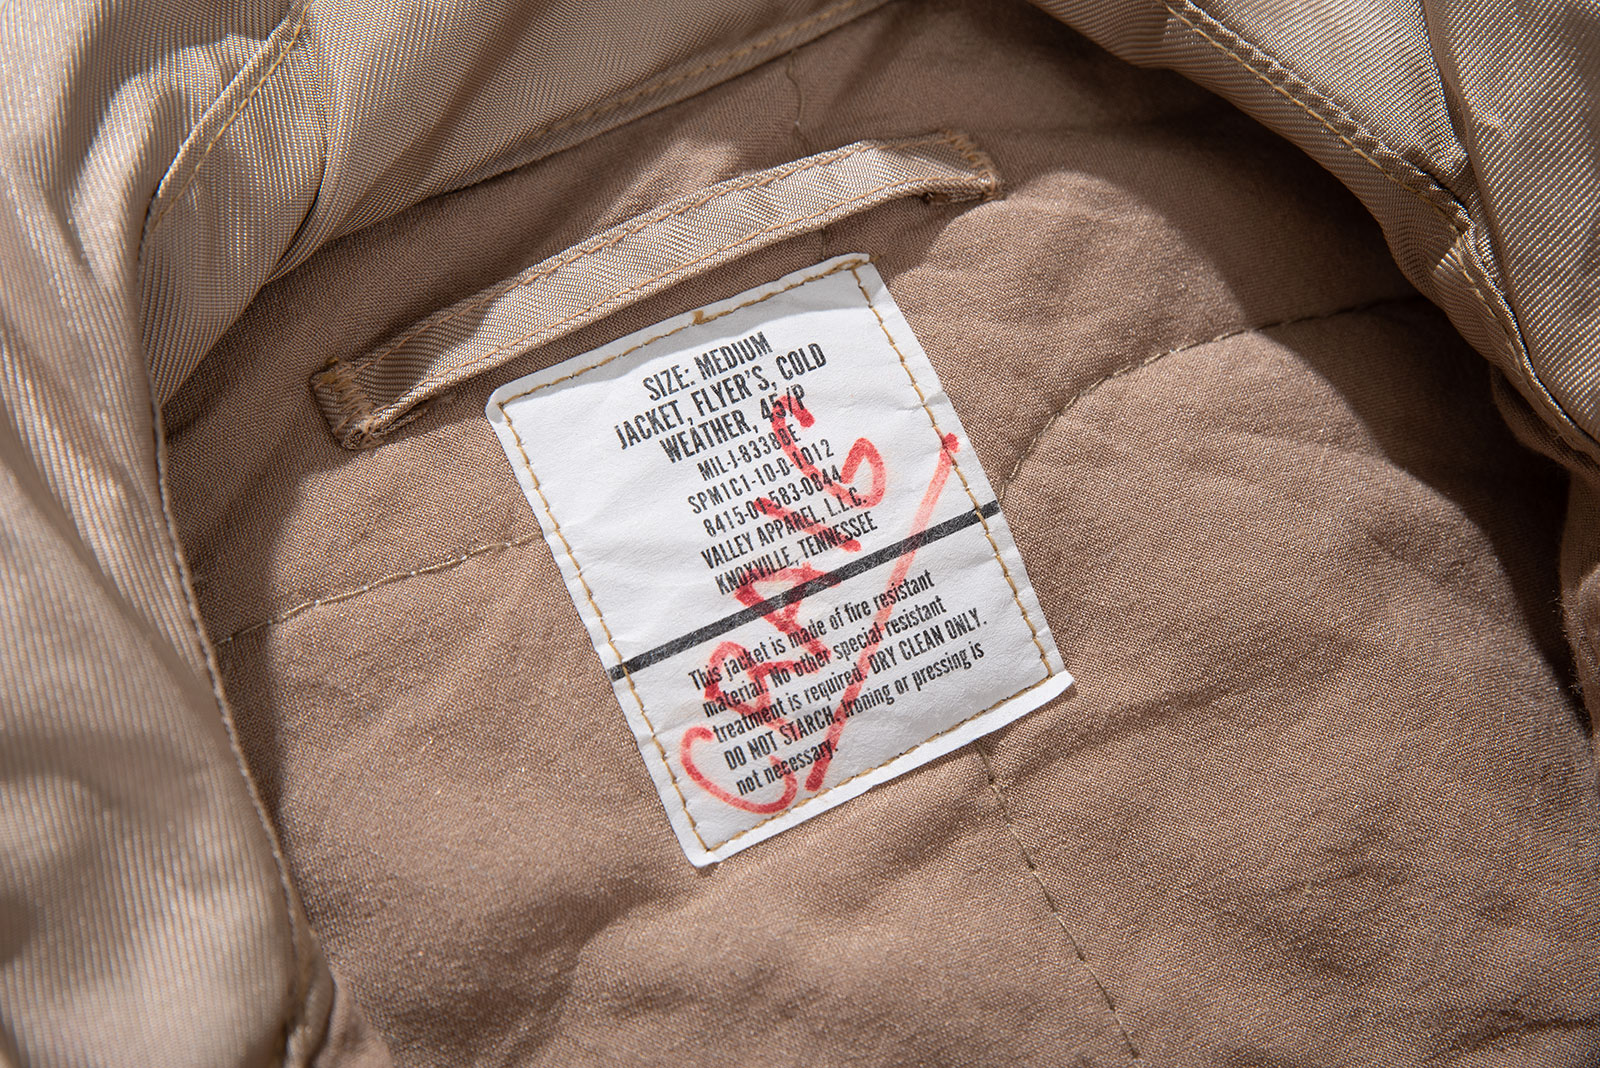 SIZE: MEDIUM
JACKET, FLYER'S, COLD
WEATHER, 45/P
MIL-J-83388E
SPM1C1-10-D-1012
8415-01-583-0844
VALLEY APPAREL, L.L.C.
KNOXVILLE, TENNESSEE
This jacket is made of fire resistant
material. No other special resistant
treatment is required. DRY CLEAN ONLY.
DO NOT STARCH. Ironing or pressing is
not necessary.